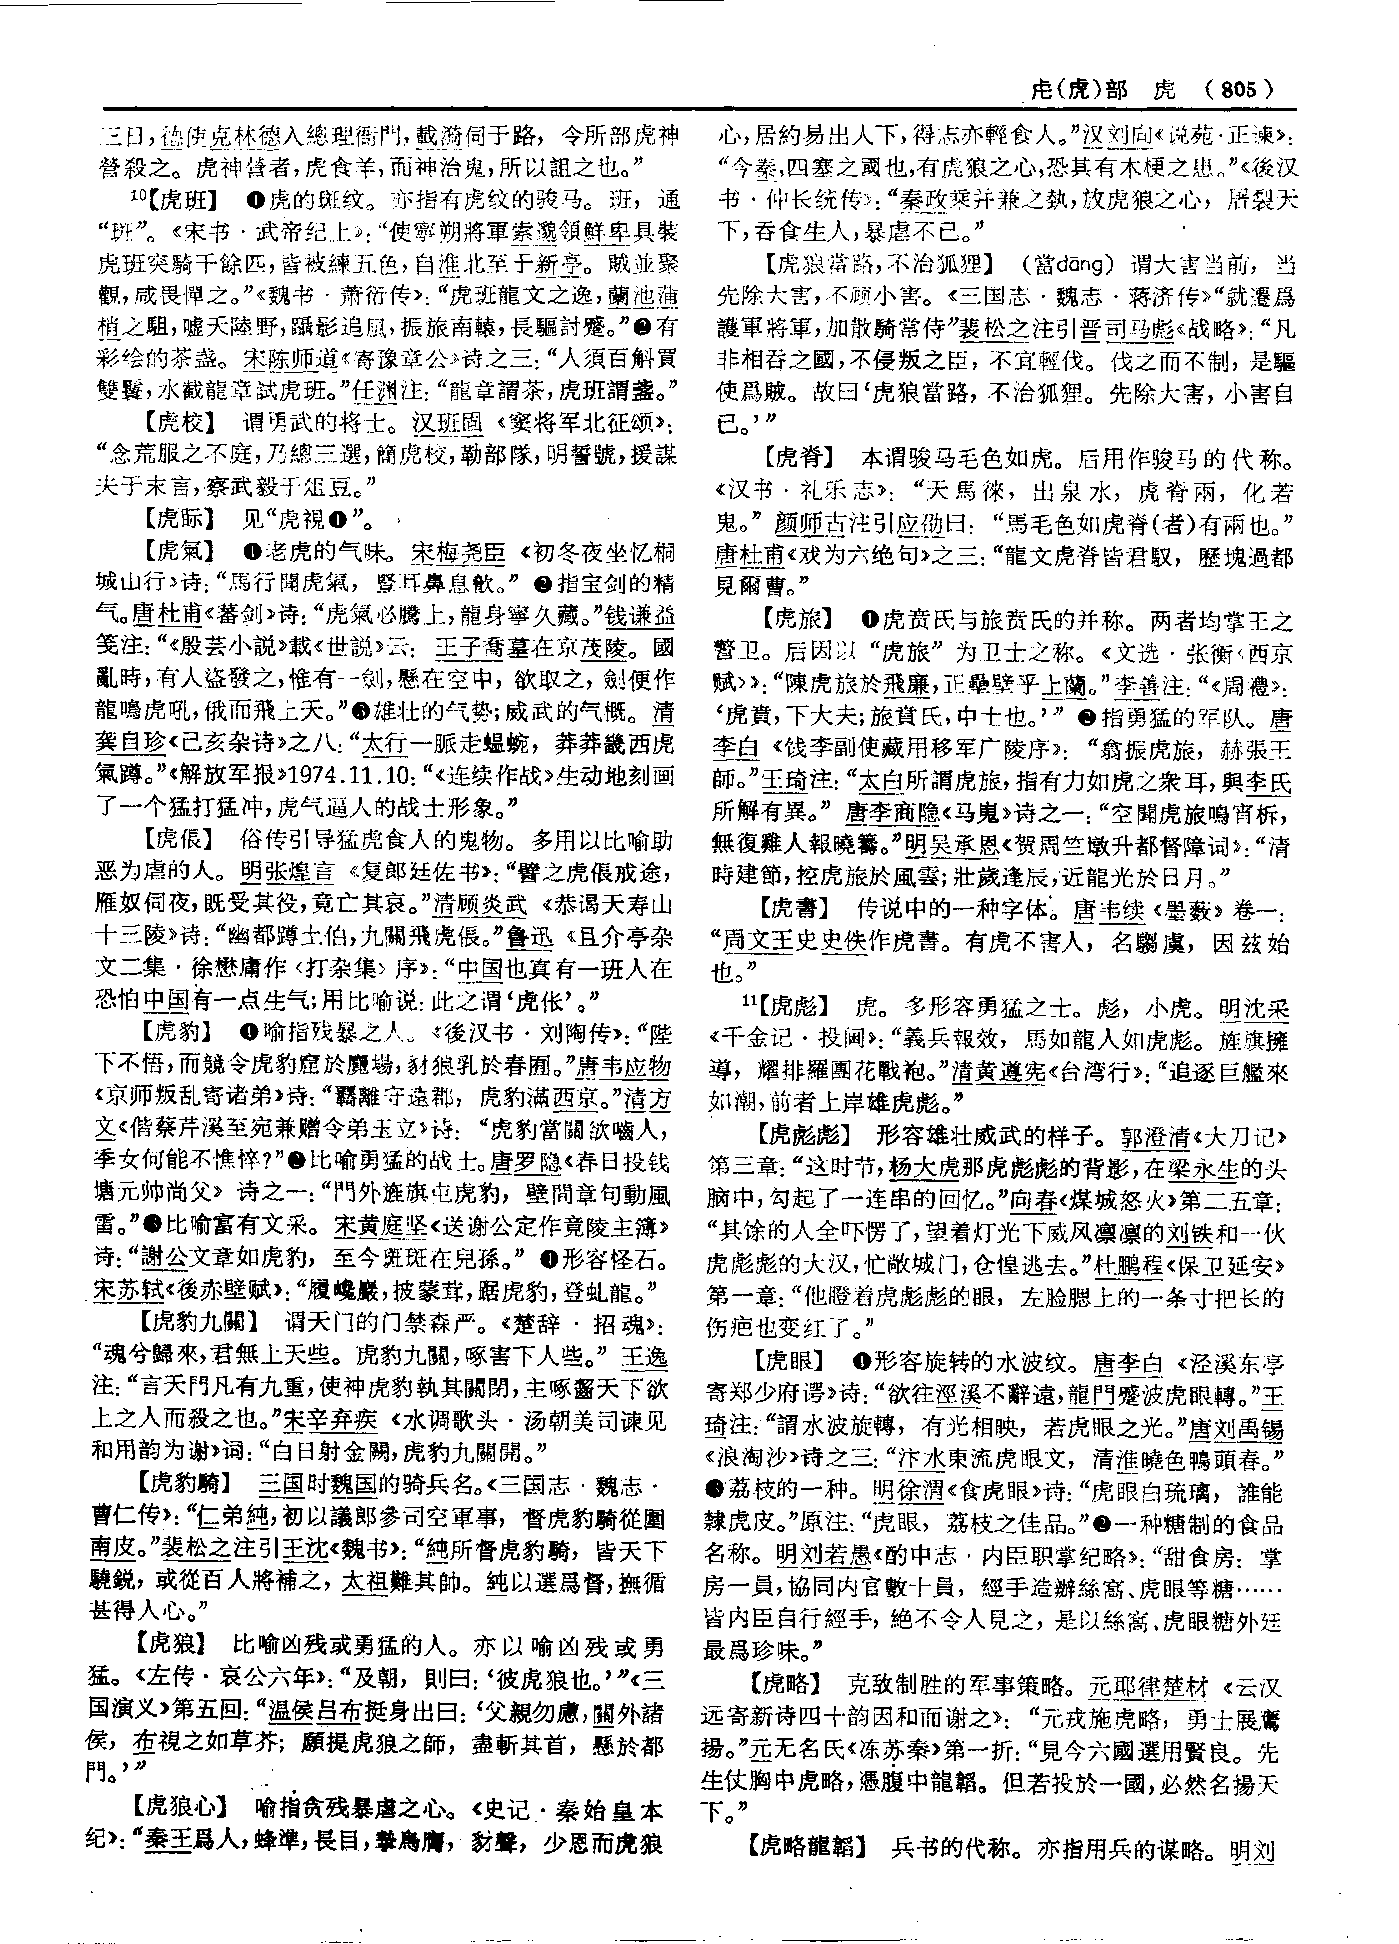 虍(虎)部　虎　(805)
三日,德使克林德入總理衙門,載漪伺于路，令所部虎神
營殺之。虎神營者,虎食羊,而神治鬼,所以詛之也。”
10【虎班】　❶虎的斑纹。亦指有虎纹的骏马。班，通
“斑”。《宋书·武帝纪上》:“使寧朔將軍索邈領鮮卑具裝
虎班突騎千餘匹,皆被練五色,自淮北至于新亭。賊並聚
觀,咸畏憚之。”《魏书·萧衍传》:“虎班龍文之逸,蘭池蒲
梢之駔,噓天陸野,躡影追風,振旅南轅,長驅討蹙。”❷有
彩绘的茶盏。宋陈师道《寄豫章公》诗之三:“人須百斛買
雙鬟,水截龍章試虎班。”任渊注:“龍章謂茶,虎班謂盞。”
【虎校】　谓勇武的将士。汉班固《窦将军北征颂》:
“念荒服之不庭,乃總三選,簡虎校,勒部隊,明誓號,援謀
夫于末言,察武毅于俎豆。”
【虎眎】　见“虎視❶”。
【虎氣】　❶老虎的气味。宋梅尧臣《初冬夜坐忆桐
城山行》诗:“馬行聞虎氣，豎耳鼻息歕。”❷指宝剑的精
气。唐杜甫《蕃剑》诗:“虎氣必騰上,龍身寧久藏。”钱谦益
笺注:“《殷芸小説》載《世説》云:王子喬墓在京茂陵。國
亂時,有人盜發之,惟有一劍,懸在空中，欲取之，劍便作
龍鳴虎吼,俄而飛上天。”❸雄壮的气势;威武的气慨。清
龚自珍《己亥杂诗》之八:“太行一脈走蝹蜿，莽莽畿西虎
氣蹲。”《解放军报》1974.11.10:“《连续作战》生动地刻画
了一个猛打猛冲,虎气逼人的战士形象。”
【虎倀】　俗传引导猛虎食人的鬼物。多用以比喻助
恶为虐的人。明张煌言《复郎廷佐书》:“譬之虎倀戒途，
雁奴伺夜,既受其役,竟亡其哀。”清顾炎武《恭谒天寿山
十三陵》诗:“幽都蹲土伯,九關飛虎倀。”鲁迅《且介亭杂
文二集·徐懋庸作〈打杂集〉序》:“中国也真有一班人在
恐怕中国有一点生气;用比喻说:此之谓‘虎伥’。”
【虎豹】　❶喻指残暴之人。《後汉书·刘陶传》:“陛
下不悟,而競令虎豹窟於麑場,豺狼乳於春囿。”唐韦应物
《京师叛乱寄诸弟》诗:“羇離守遠郡，虎豹滿西京。”清方
文《偕蔡芹溪至宛兼赠令弟玉立》诗:“虎豹當關欲嚙人，
季女何能不憔悴?”❷比喻勇猛的战士。唐罗隐《春日投钱
塘元帅尚父》诗之一:“門外旌旗屯虎豹，壁間章句動風
雷。”❸比喻富有文采。宋黄庭坚《送谢公定作竟陵主簿》
诗:“謝公文章如虎豹，至今斑斑在兒孫。”❹形容怪石。
宋苏轼《後赤壁赋》:“履巉巖,披蒙茸,踞虎豹,登虬龍。”
【虎豹九關】　谓天门的门禁森严。《楚辞·招魂》:
“魂兮歸來,君無上天些。虎豹九關,啄害下人些。”王逸
注:“言天門凡有九重,使神虎豹執其關閉,主啄齧天下欲
上之人而殺之也。”宋辛弃疾《水调歌头·汤朝美司谏见
和用韵为谢》词:“白日射金闕,虎豹九關開。”
【虎豹騎】　三国时魏国的骑兵名。《三国志·魏志·
曹仁传》:“仁弟純,初以議郎參司空軍事，督虎豹騎從圍
南皮。”裴松之注引王沈《魏书》:“純所督虎豹騎，皆天下
驍鋭，或從百人將補之，太祖難其帥。純以選爲督,撫循
甚得人心。”
【虎狼】　比喻凶残或勇猛的人。亦以喻凶残或勇
猛。《左传·哀公六年》:“及朝，則曰:‘彼虎狼也。’”《三
国演义》第五回:“温侯吕布挺身出曰:‘父親勿慮,關外諸
侯，布視之如草芥；願提虎狼之師，盡斬其首，懸於都
門。’”
【虎狼心】　喻指贪残暴虐之心。《史记·秦始皇本
纪》:“秦王爲人,蜂準,長目,摯鳥膺，豺聲，少恩而虎狼
心,居約易出人下,得志亦輕食人。”汉刘向《说苑·正谏》:
“今秦,四塞之國也,有虎狼之心,恐其有木梗之患。”《後汉
书·仲长统传》:“秦政乘并兼之埶,放虎狼之心，屠裂天
下,吞食生人,暴虐不已。”
【虎狼當路,不治狐狸】（當dāng）谓大害当前，当
先除大害,不顾小害。《三国志·魏志·蒋济传》“就遷爲
護軍將軍,加散騎常侍”裴松之注引晋司马彪《战略》:“凡
非相吞之國,不侵叛之臣，不宜輕伐。伐之而不制，是驅
使爲賊。故曰‘虎狼當路，不治狐狸。先除大害，小害自
已。’”
【虎脊】　本谓骏马毛色如虎。后用作骏马的代称。
《汉书·礼乐志》:“天馬徠，出泉水，虎脊兩，化若
鬼。”颜师古注引应劭曰:“馬毛色如虎脊(者)有兩也。”
唐杜甫《戏为六绝句》之三:“龍文虎脊皆君馭，歷塊過都
見爾曹。”
【虎旅】　❶虎贲氏与旅贲氏的并称。两者均掌王之
警卫。后因以“虎旅”为卫士之称。《文选·张衡〈西京
赋〉》:“陳虎旅於飛廉,正壘壁乎上蘭。”李善注:“《周禮》:
‘虎賁,下大夫;旅賁氏,中士也。’”❷指勇猛的军队。唐
李白《饯李副使藏用移军广陵序》:“翕振虎旅，赫張王
師。”王琦注:“太白所謂虎旅,指有力如虎之衆耳,與李氏
所解有異。”唐李商隐《马嵬》诗之一:“空聞虎旅鳴宵柝，
無復雞人報曉籌。”明吴承恩《贺周竺墩升都督障词》:“清
時建節,控虎旅於風雲;壯歲逢辰,近龍光於日月。”
【虎書】　传说中的一种字体。唐韦续《墨薮》卷一:
“周文王史史佚作虎書。有虎不害人，名騶虞，因兹始
也。”
11【虎彪】　虎。多形容勇猛之士。彪，小虎。明沈采
《千金记·投阃》:“義兵報效，馬如龍人如虎彪。旌旗擁
導，耀排羅團花戰袍。”清黄遵宪《台湾行》:“追逐巨艦來
如潮,前者上岸雄虎彪。”
【虎彪彪】　形容雄壮威武的样子。郭澄清《大刀记》
第三章:“这时节,杨大虎那虎彪彪的背影,在梁永生的头
脑中,勾起了一连串的回忆。”向春《煤城怒火》第二五章:
“其馀的人全吓愣了,望着灯光下威风凛凛的刘铁和一伙
虎彪彪的大汉,忙敞城门,仓惶逃去。”杜鹏程《保卫延安》
第一章:“他瞪着虎彪彪的眼，左脸腮上的一条寸把长的
伤疤也变红了。”
【虎眼】　❶形容旋转的水波纹。唐李白《泾溪东亭
寄郑少府谔》诗:“欲往涇溪不辭遠,龍門蹙波虎眼轉。”王
琦注:“謂水波旋轉，有光相映，若虎眼之光。”唐刘禹锡
《浪淘沙》诗之三:“汴水東流虎眼文，清淮曉色鴨頭春。”
❷荔枝的一种。明徐渭《食虎眼》诗:“虎眼白琉璃，誰能
隸虎皮。”原注:“虎眼，荔枝之佳品。”❸一种糖制的食品
名称。明刘若愚《酌中志·内臣职掌纪略》:“甜食房:掌
房一員,協同内官數十員，經手造辦絲窩、虎眼等糖……
皆内臣自行經手，絶不令人見之，是以絲窩、虎眼糖外廷
最爲珍味。”
【虎略】　克敌制胜的军事策略。元耶律楚材《云汉
远寄新诗四十韵因和而谢之》:“元戎施虎略，勇士展鷹
揚。”元无名氏《冻苏秦》第一折:“見今六國選用賢良。先
生仗胸中虎略,憑腹中龍韜。但若投於一國,必然名揚天
下。”
【虎略龍韜】　兵书的代称。亦指用兵的谋略。明刘